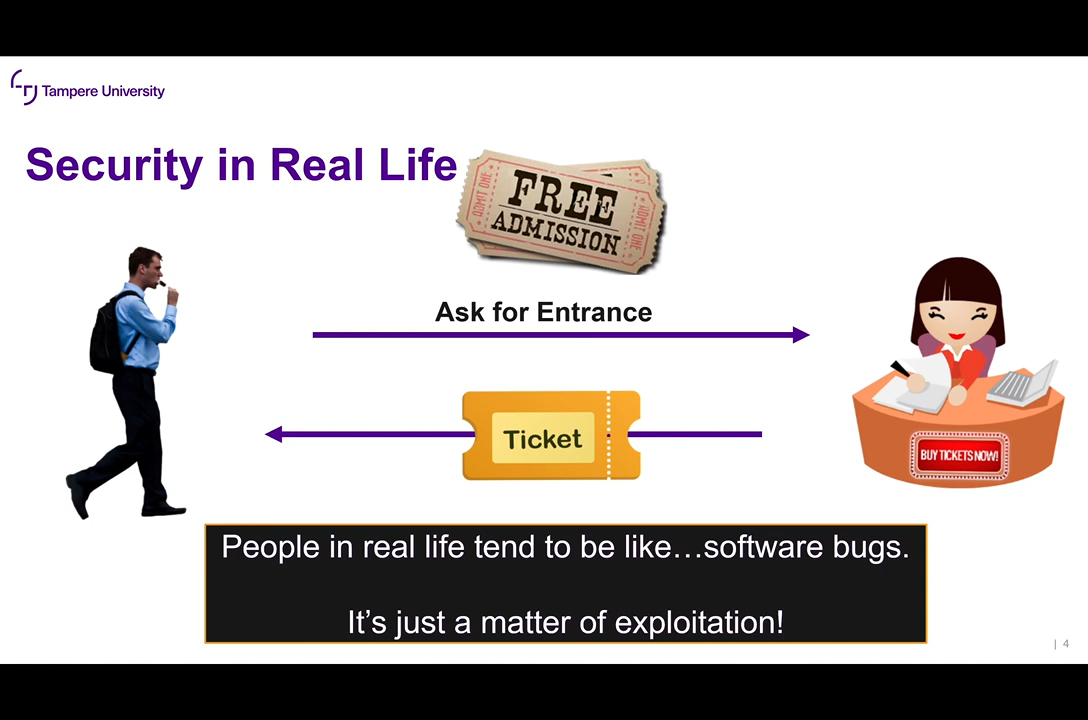 Tampere University
Security in Real Life
ADMIT ONE
FREE
ADMISSION
ADMIT ONE
Ask for Entrance
Ticket
BUY TICKETS NOW!
People in real life tend to be like…software bugs.
It’s just a matter of exploitation!
| 4